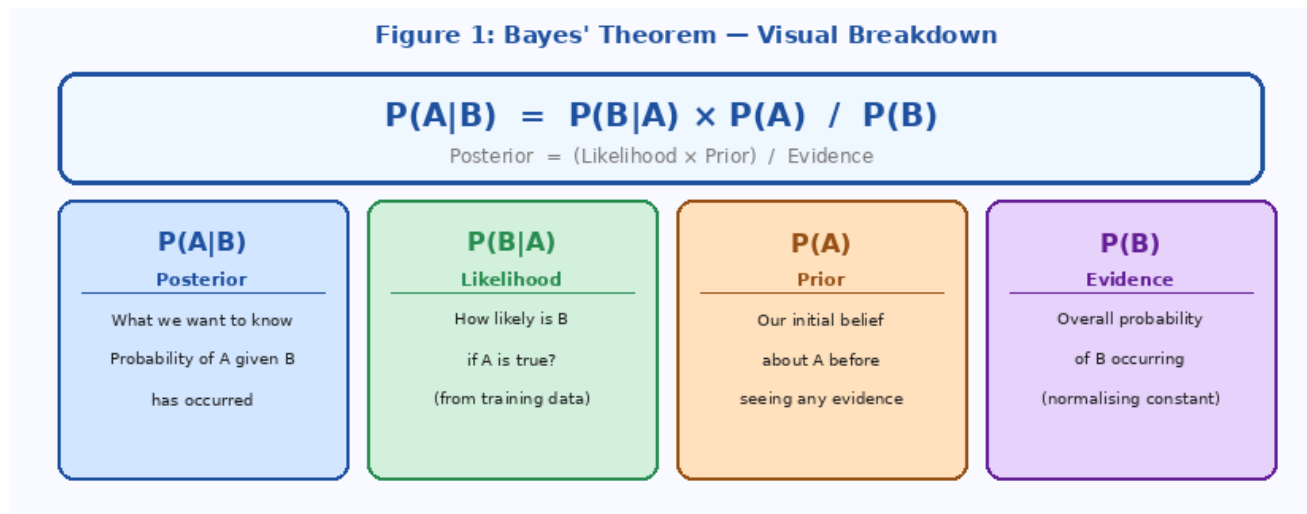 Figure 1: Bayes' Theorem — Visual Breakdown
P(A|B) = P(B|A) × P(A) / P(B)
Posterior = (Likelihood × Prior) / Evidence
P(A|B)
Posterior
What we want to know
Probability of A given B
has occurred
P(B|A)
Likelihood
How likely is B
if A is true?
(from training data)
P(A)
Prior
Our initial belief
about A before
seeing any evidence
P(B)
Evidence
Overall probability
of B occurring
(normalising constant)